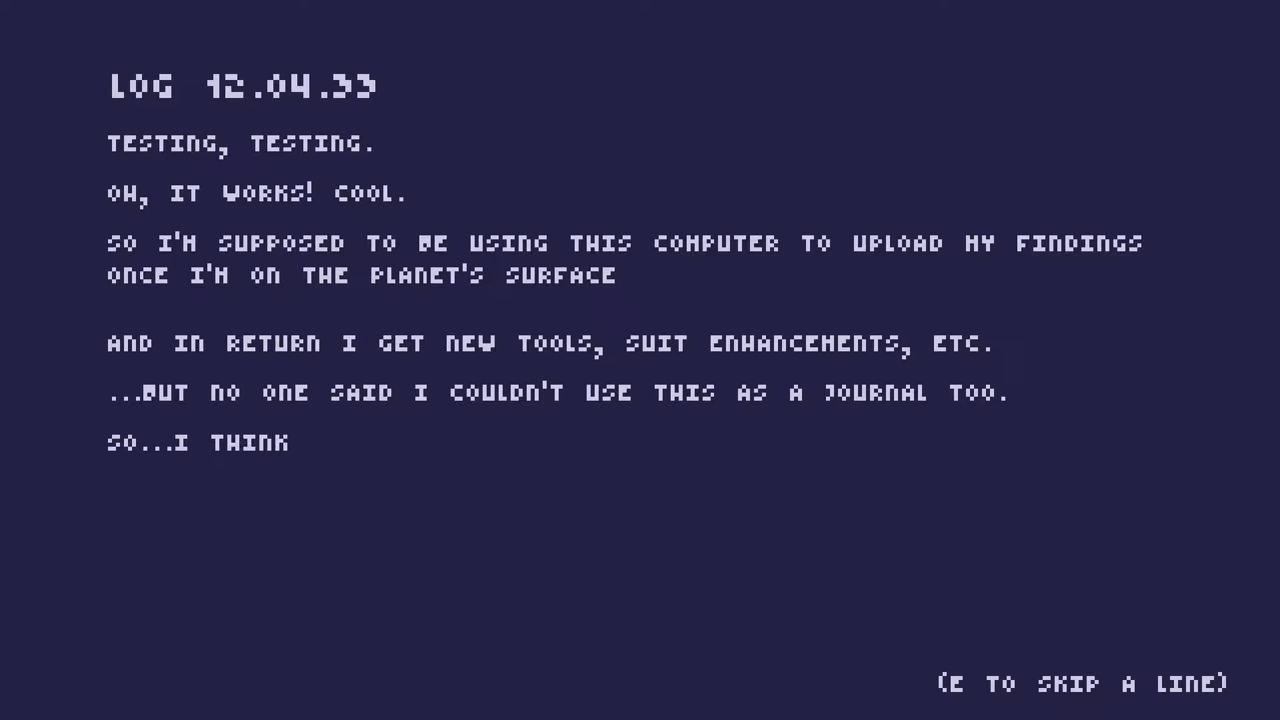 LOG 12.04.33
TESTING, TESTING.
OH, IT WORKS! COOL.
SO I'M SUPPOSED TO BE USING THIS COMPUTER TO UPLOAD MY FINDINGS
ONCE I'M ON THE PLANET'S SURFACE
AND IN RETURN I GET NEW TOOLS, SUIT ENHANCEMENTS, ETC.
...BUT NO ONE SAID I COULDN'T USE THIS AS A JOURNAL TOO.
SO...I THINK
(E TO SKIP A LINE)